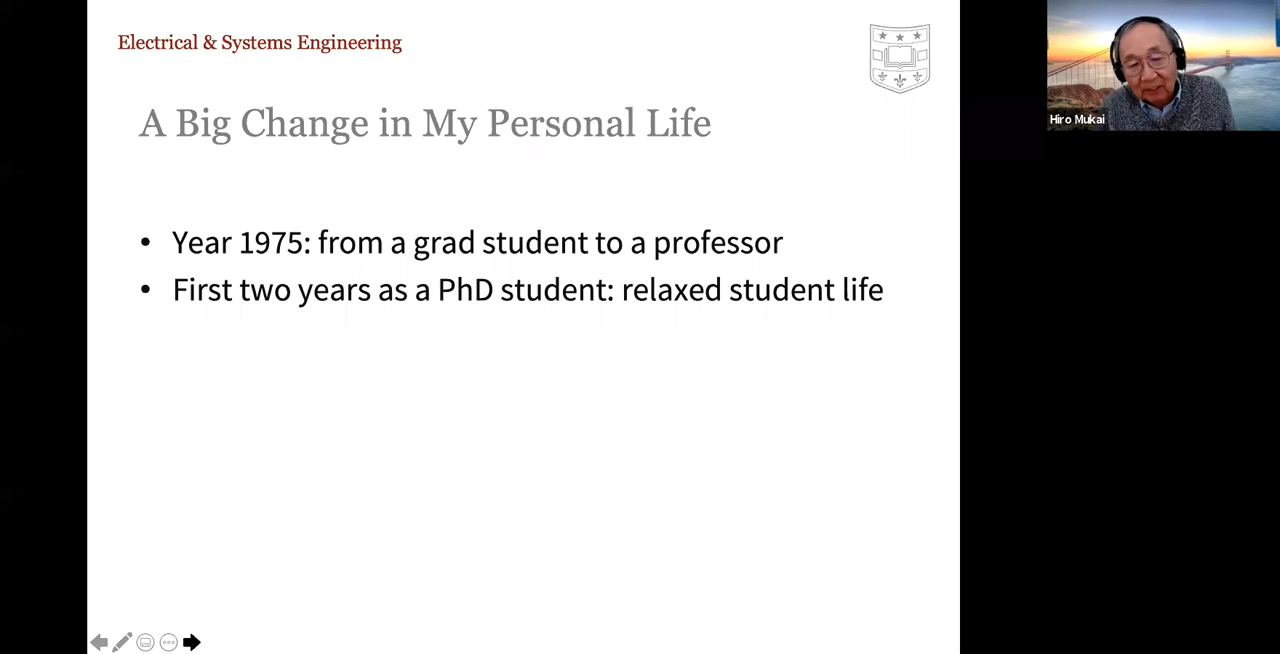 Electrical & Systems Engineering
A Big Change in My Personal Life
• Year 1975: from a grad student to a professor
• First two years as a PhD student: relaxed student life
Hiro Mukai